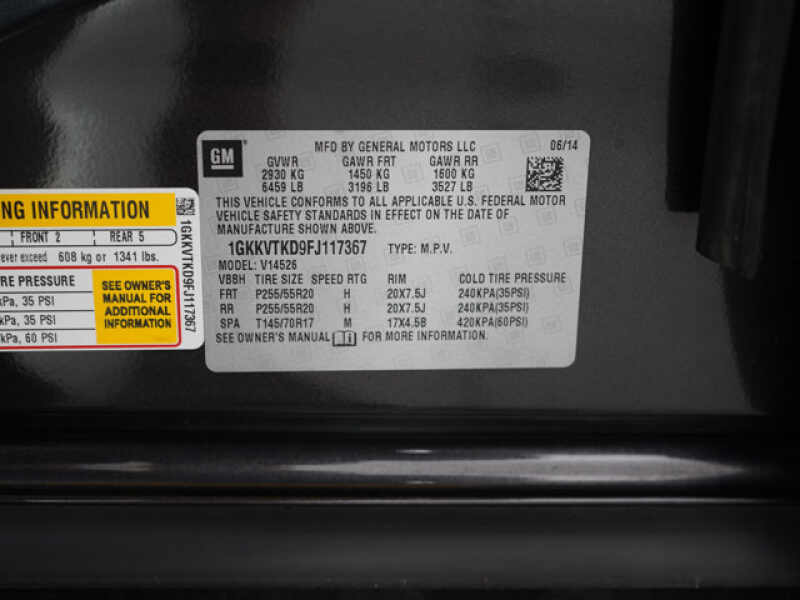 NG INFORMATION
FRONT 2 REAR 5
ever exceed 608 kg or 1341 lbs.
RE PRESSURE
kPa, 35 PSI
kPa, 35 PSI
kPa, 60 PSI
SEE OWNER'S
MANUAL FOR
ADDITIONAL
INFORMATION
1GKKVTKD9FJ117367
GM
MFD BY GENERAL MOTORS LLC 06/14
GVWR GAWR FRT GAWR RR
2930 KG 1450 KG 1600 KG
6459 LB 3196 LB 3527 LB
THIS VEHICLE CONFORMS TO ALL APPLICABLE U.S. FEDERAL MOTOR
VEHICLE SAFETY STANDARDS IN EFFECT ON THE DATE OF
MANUFACTURE SHOWN ABOVE.
1GKKVTKD9FJ117367 TYPE: M.P.V.
MODEL: V14526
VBBH TIRE SIZE SPEED RTG RIM COLD TIRE PRESSURE
FRT P255/55R20 H 20X7.5J 240KPA(35PSI)
RR P255/55R20 H 20X7.5J 240KPA(35PSI)
SPA T145/70R17 M 17X4.5B 420KPA(60PSI)
SEE OWNER'S MANUAL FOR MORE INFORMATION.